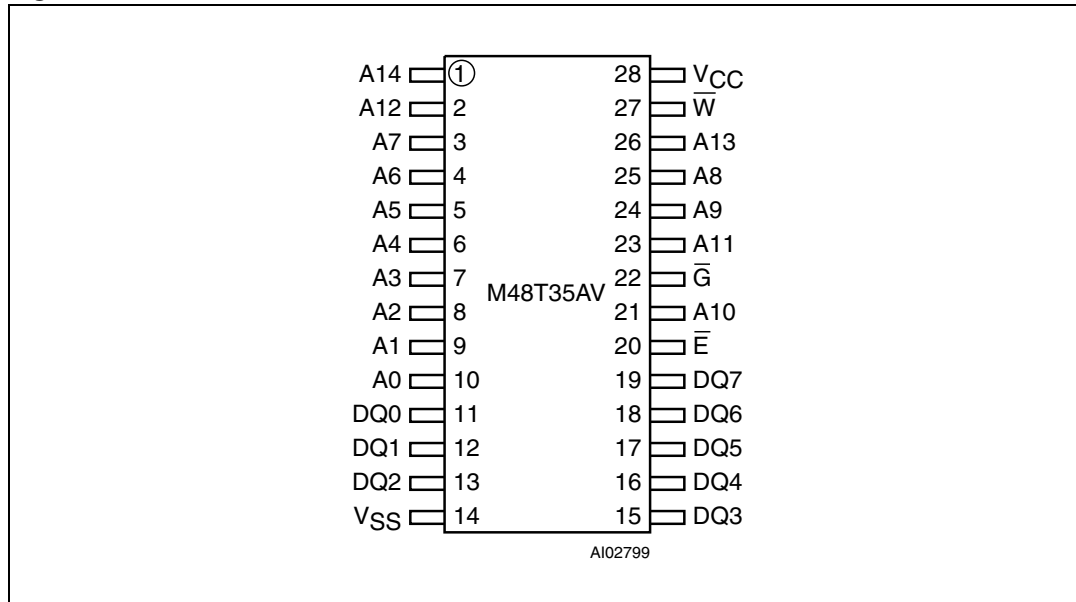 A14 1 28 VCC
A12 2 27 W̅
A7 3 26 A13
A6 4 25 A8
A5 5 24 A9
A4 6 23 A11
A3 7 22 G̅
M48T35AV
A2 8 21 A10
A1 9 20 E̅
A0 10 19 DQ7
DQ0 11 18 DQ6
DQ1 12 17 DQ5
DQ2 13 16 DQ4
VSS 14 15 DQ3
AI02799